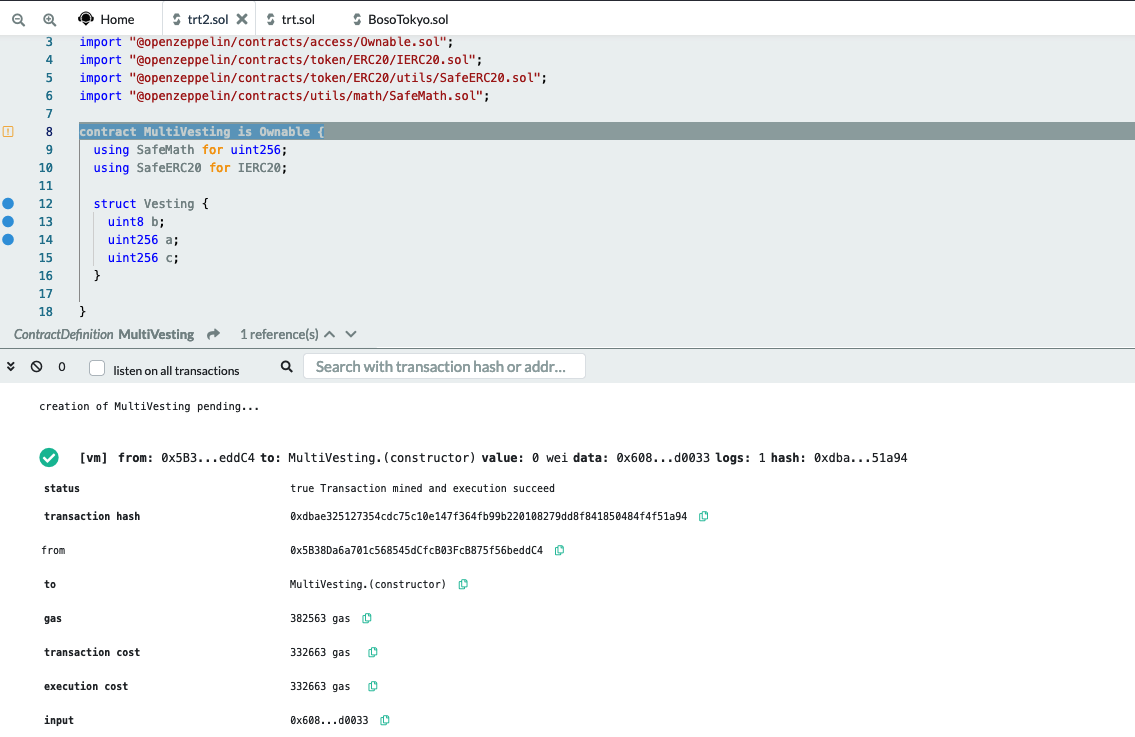 Home trt2.sol trt.sol BosoTokyo.sol
3 import "@openzeppelin/contracts/access/Ownable.sol";
4 import "@openzeppelin/contracts/token/ERC20/IERC20.sol";
5 import "@openzeppelin/contracts/token/ERC20/utils/SafeERC20.sol";
6 import "@openzeppelin/contracts/utils/math/SafeMath.sol";
7
8 contract MultiVesting is Ownable {
9 using SafeMath for uint256;
10 using SafeERC20 for IERC20;
11
12 struct Vesting {
13 uint8 b;
14 uint256 a;
15 uint256 c;
16 }
17
18 }
ContractDefinition MultiVesting 1 reference(s)
0 listen on all transactions Search with transaction hash or addr...
creation of MultiVesting pending...
[vm] from: 0x5B3...eddC4 to: MultiVesting.(constructor) value: 0 wei data: 0x608...d0033 logs: 1 hash: 0xdba...51a94
status true Transaction mined and execution succeed
transaction hash 0xdbae325127354cdc75c10e147f364fb99b220108279dd8f841850484f4f51a94
from 0x5B38Da6a701c568545dCfcB03FcB875f56beddC4
to MultiVesting.(constructor)
gas 382563 gas
transaction cost 332663 gas
execution cost 332663 gas
input 0x608...d0033